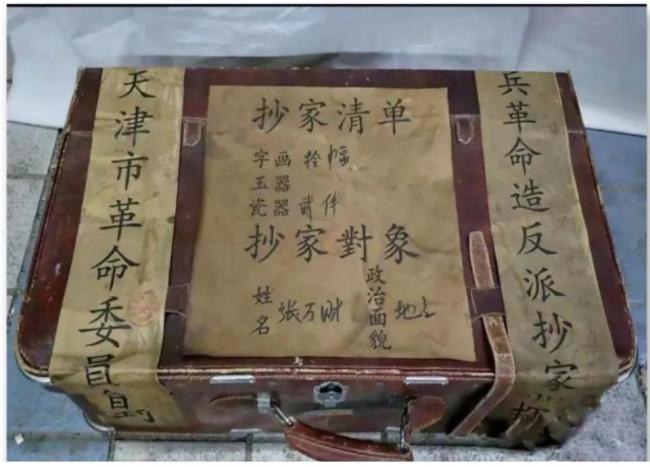 天津市革命委員
抄家清单
字画拾幅
玉器
瓷器贰件
抄家對象
姓名张万财
政治面貌地主
兵革命造反派抄家